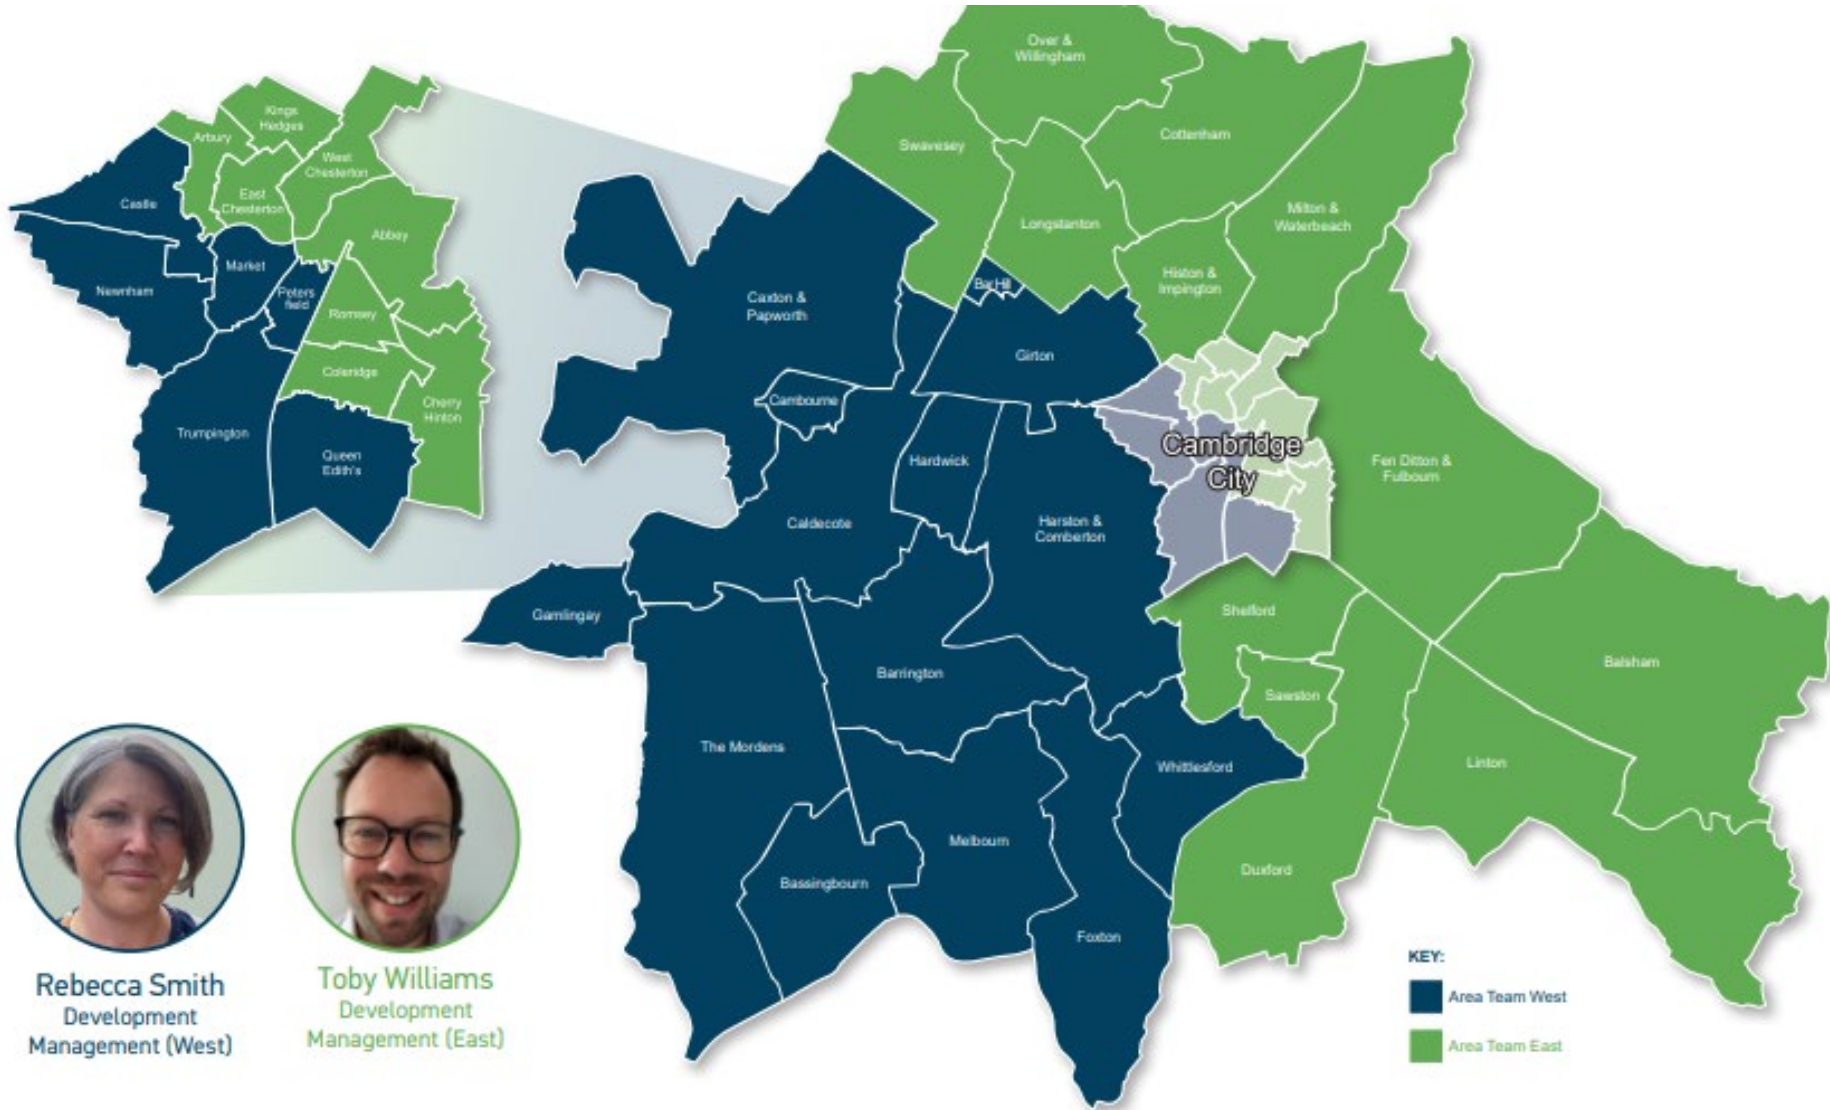 Over &
Willingham
Kings
Hedges
Arbury
Swavesey
Cottenham
West
Chesterton
East
Chesterton
Castle
Longstanton
Milton &
Waterbeach
Abbey
Market
Histon &
Impington
Newnham
Peters
field
Bar Hill
Caxton &
Papworth
Romsey
Girton
Coleridge
Cambourne
Cherry
Hinton
Trumpington
Cambridge
City
Queen
Edith's
Hardwick
Fen Ditton &
Fulbourn
Caldecote
Harston &
Comberton
Gamlingay
Shelford
Barrington
Balsham
Sawston
The Mordens
Whittlesford
Linton
Melbourn
Bassingbourn
Duxford
Foxton
Rebecca Smith
Development
Management (West)
Toby Williams
Development
Management (East)
KEY:
Area Team West
Area Team East